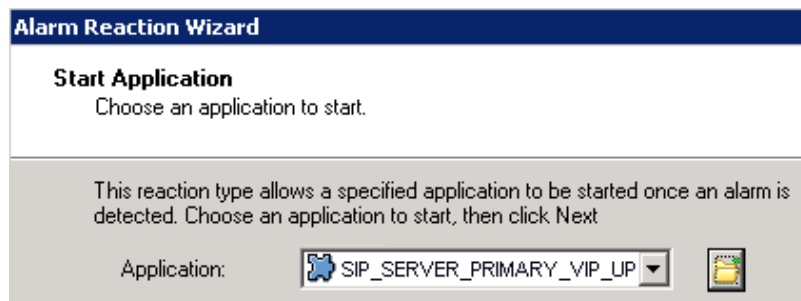 Alarm Reaction Wizard
Start Application
Choose an application to start.
This reaction type allows a specified application to be started once an alarm is
detected. Choose an application to start, then click Next
Application: SIP_SERVER_PRIMARY_VIP_UP